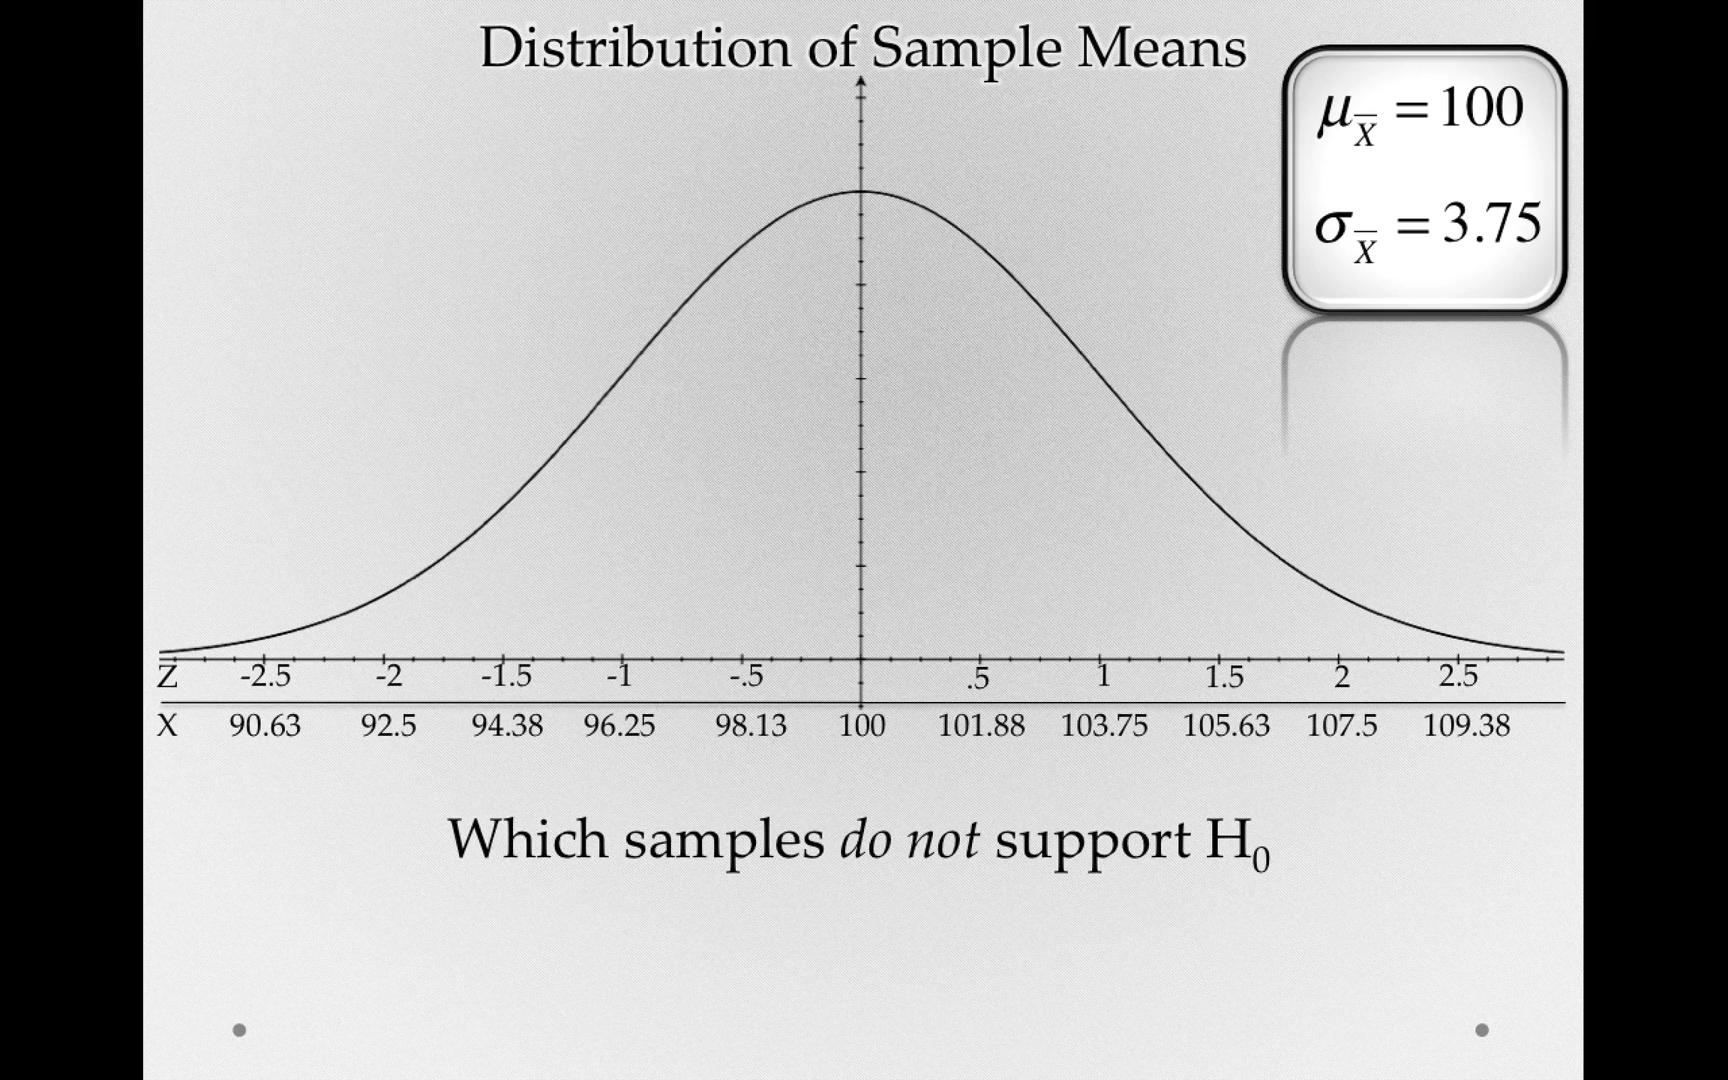 Distribution of Sample Means
μX̅ = 100
σX̅ = 3.75
Z -2.5 -2 -1.5 -1 -.5 .5 1 1.5 2 2.5
X 90.63 92.5 94.38 96.25 98.13 100 101.88 103.75 105.63 107.5 109.38
Which samples do not support H₀